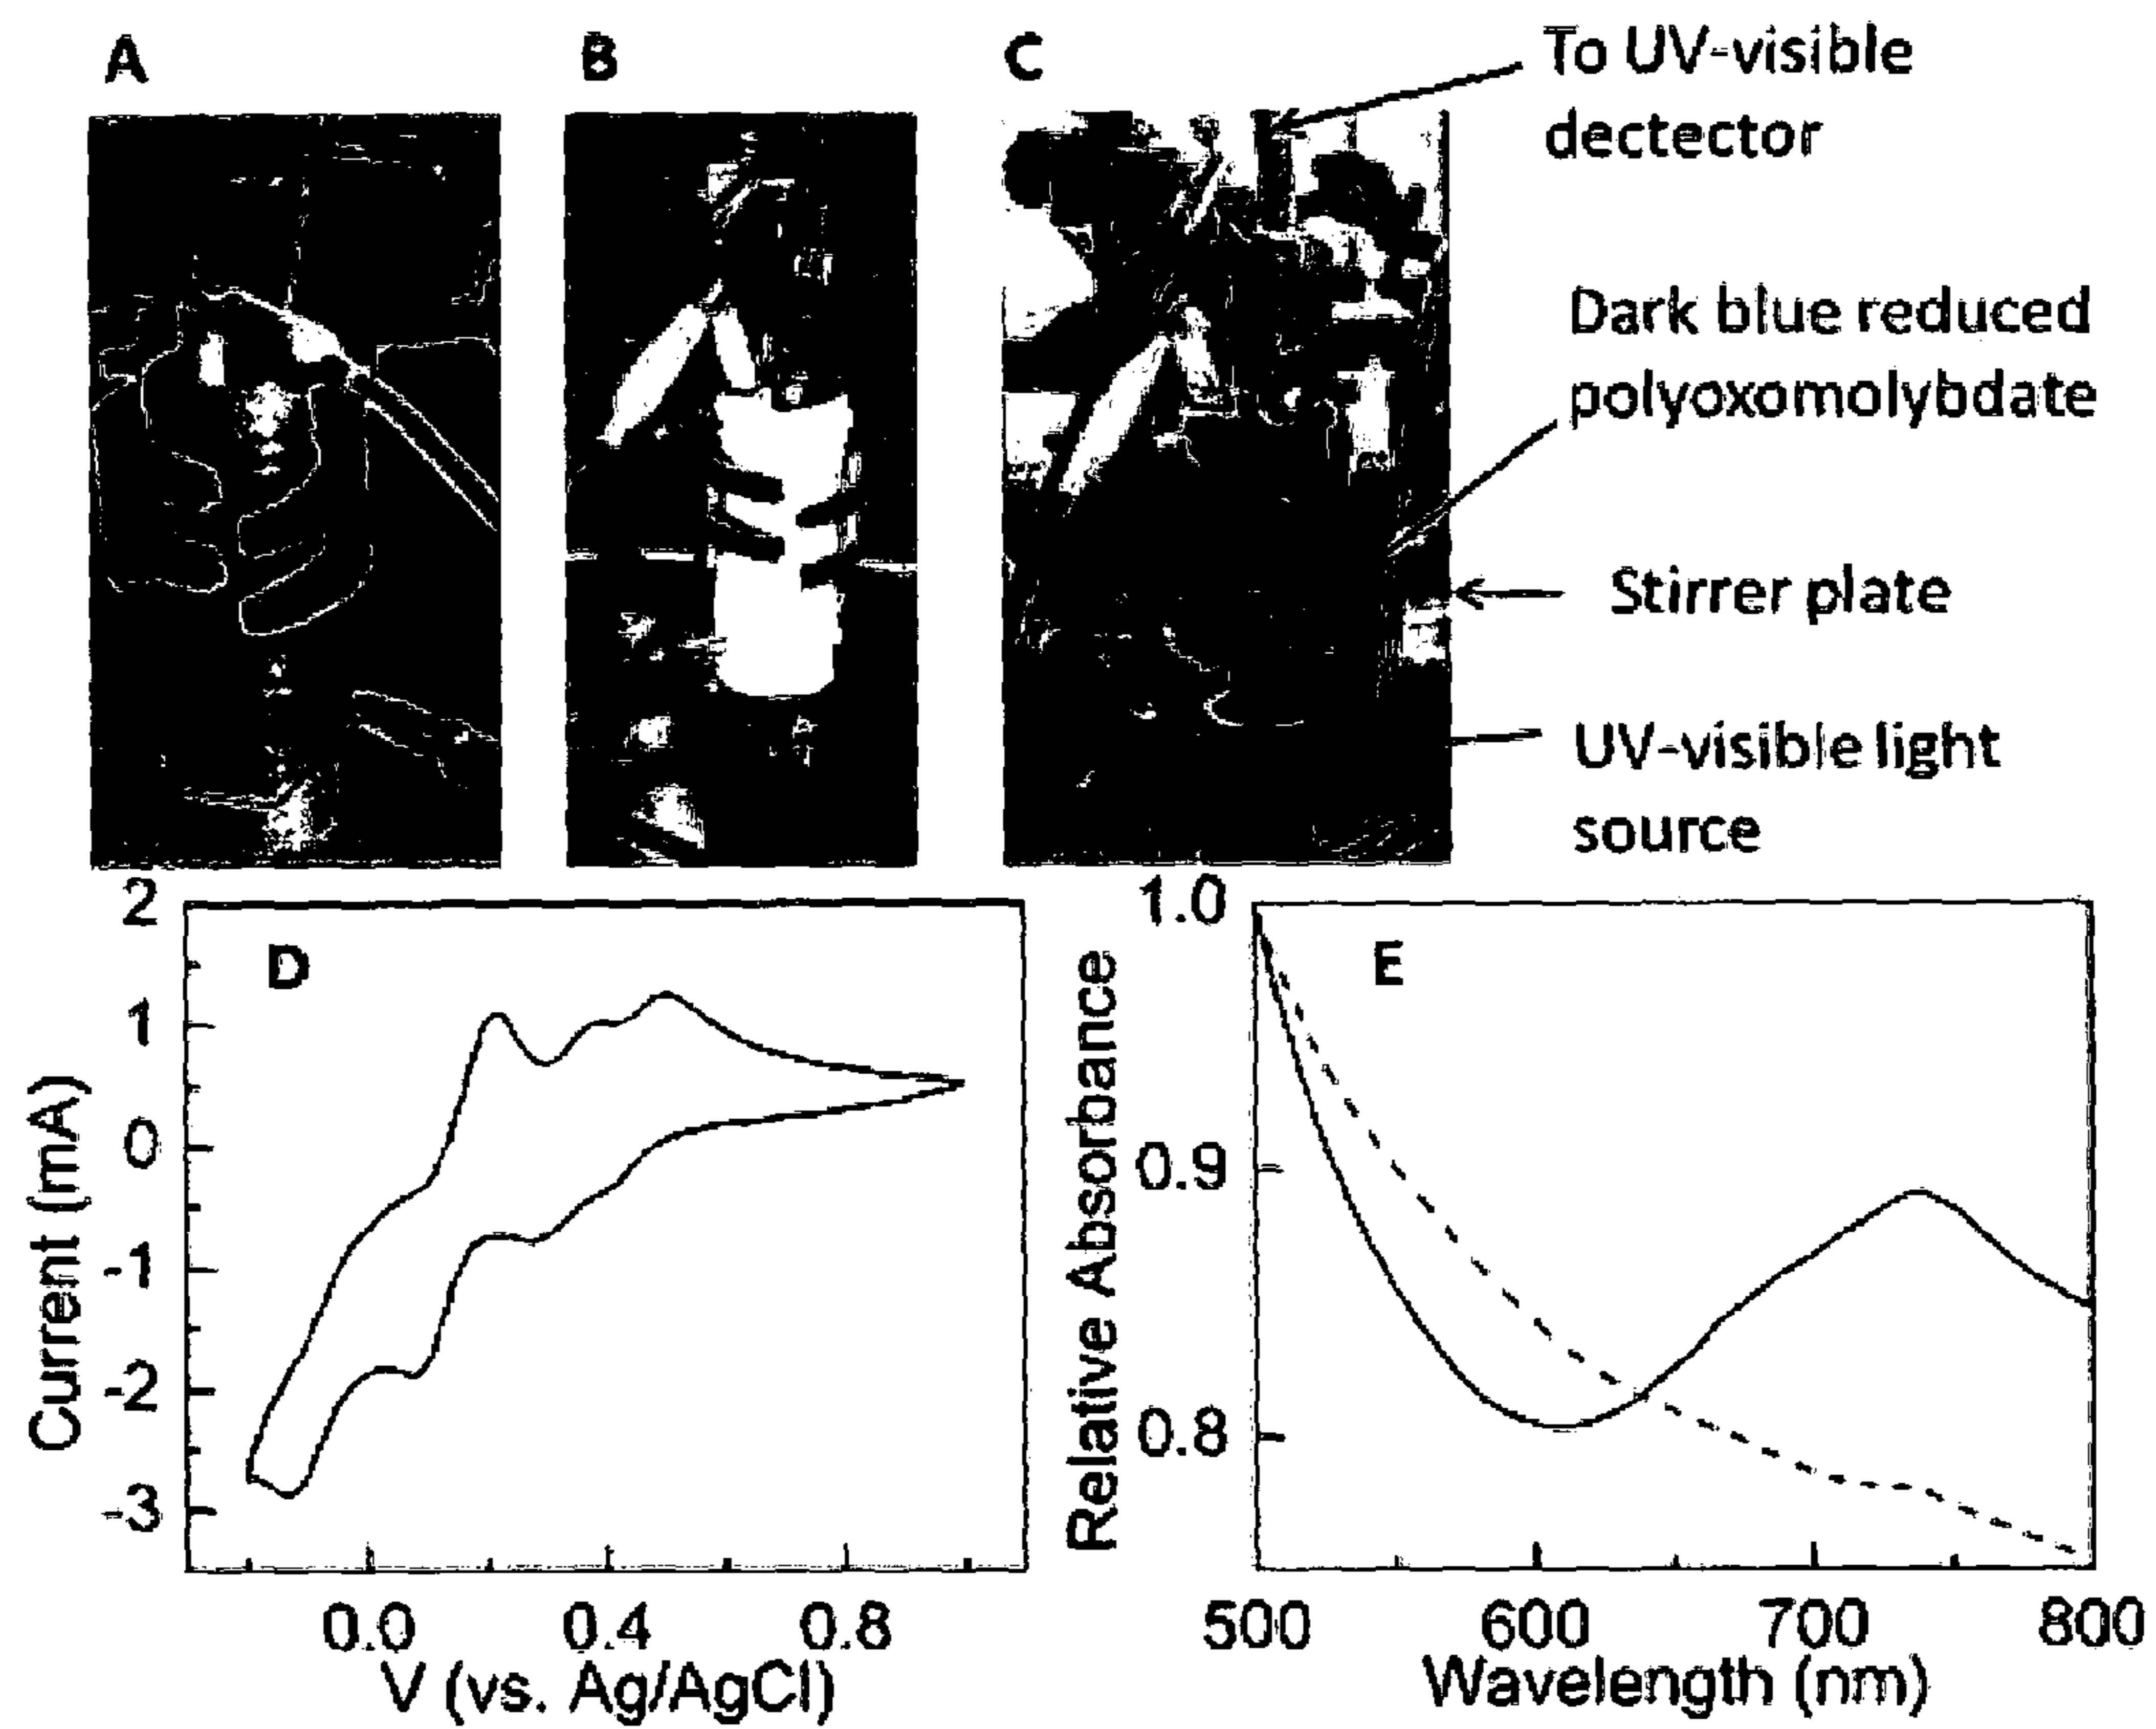 A
B
C
To UV-visible
dectector
Dark blue reduced
polyoxomolybdate
Stirrer plate
UV-visible light
source
D
2
1
0
-1
-2
-3
Current (mA)
0.0 0.4 0.8
V (vs. Ag/AgCl)
E
1.0
0.9
0.8
Relative Absorbance
500 600 700 800
Wavelength (nm)